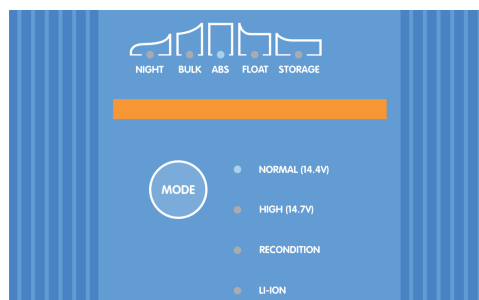 NIGHT BULK ABS FLOAT STORAGE
MODE
NORMAL (14.4V)
HIGH (14.7V)
RECONDITION
LI-ION